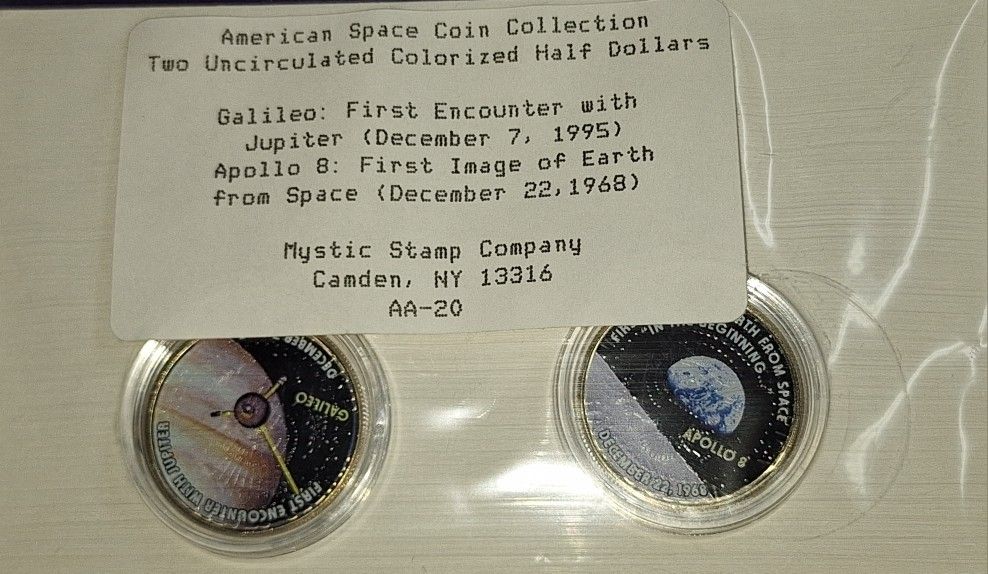 American Space Coin Collection
Two Uncirculated Colorized Half Dollars
Galileo: First Encounter with
Jupiter (December 7, 1995)
Apollo 8: First Image of Earth
from Space (December 22,1968)
Mystic Stamp Company
Camden, NY 13316
AA-20
DECEMBER
GALILEO
FIRST ENCOUNTER WITH JUPITER
FROM SPACE
"IN
BEGINNING
APOLLO 8
DECEMBER 22, 1968